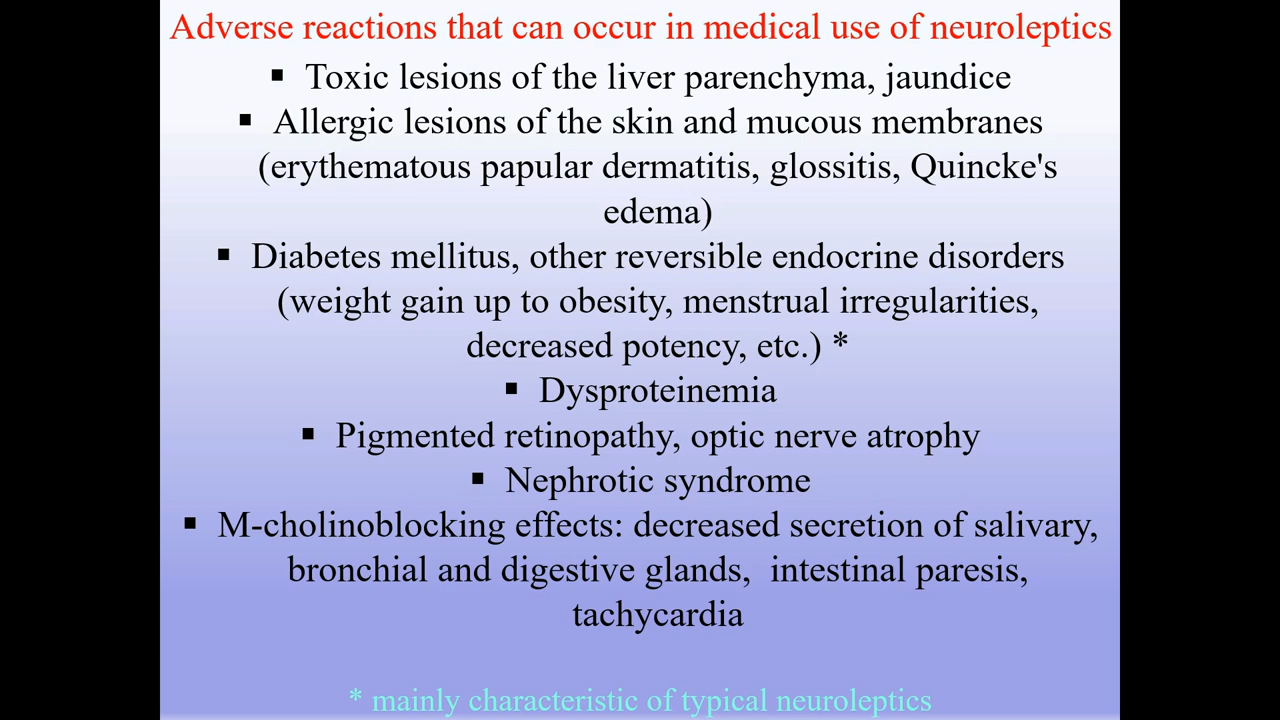 Adverse reactions that can occur in medical use of neuroleptics
▪ Toxic lesions of the liver parenchyma, jaundice
▪ Allergic lesions of the skin and mucous membranes
(erythematous papular dermatitis, glossitis, Quincke's
edema)
▪ Diabetes mellitus, other reversible endocrine disorders
(weight gain up to obesity, menstrual irregularities,
decreased potency, etc.) *
▪ Dysproteinemia
▪ Pigmented retinopathy, optic nerve atrophy
▪ Nephrotic syndrome
▪ M-cholinoblocking effects: decreased secretion of salivary,
bronchial and digestive glands, intestinal paresis,
tachycardia
* mainly characteristic of typical neuroleptics